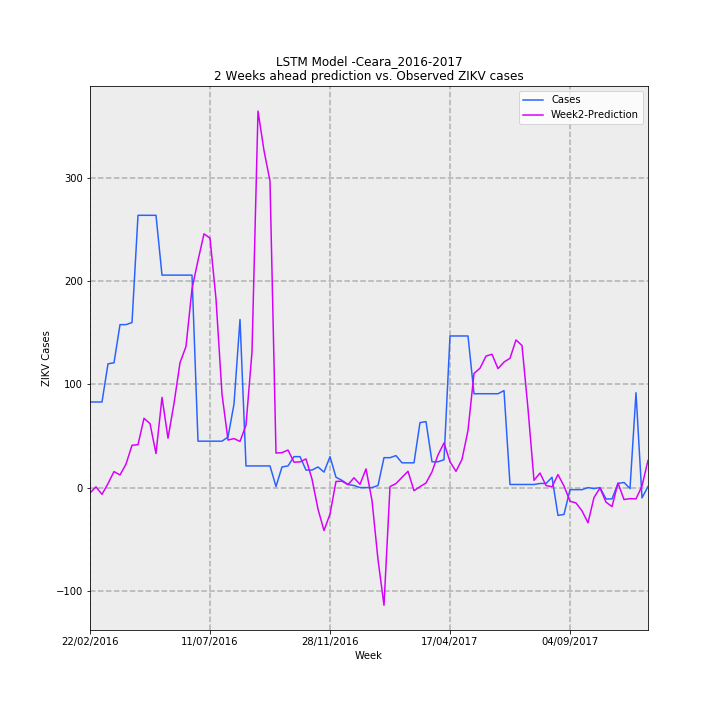 LSTM Model -Ceara_2016-2017
2 Weeks ahead prediction vs. Observed ZIKV cases
Cases
Week2-Prediction
300
200
100
0
−100
ZIKV Cases
22/02/2016
11/07/2016
28/11/2016
17/04/2017
04/09/2017
Week